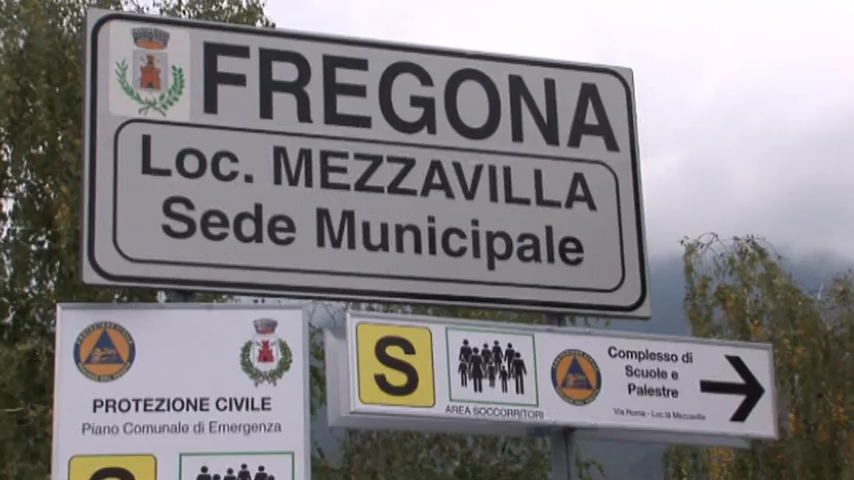 FREGONA
Loc. MEZZAVILLA
Sede Municipale
PROTEZIONE CIVILE
Piano Comunale di Emergenza
S
S
AREA SOCCORRITORI
Complesso di
Scuole e
Palestre
Via Roma - Loc.tà Mezzavilla